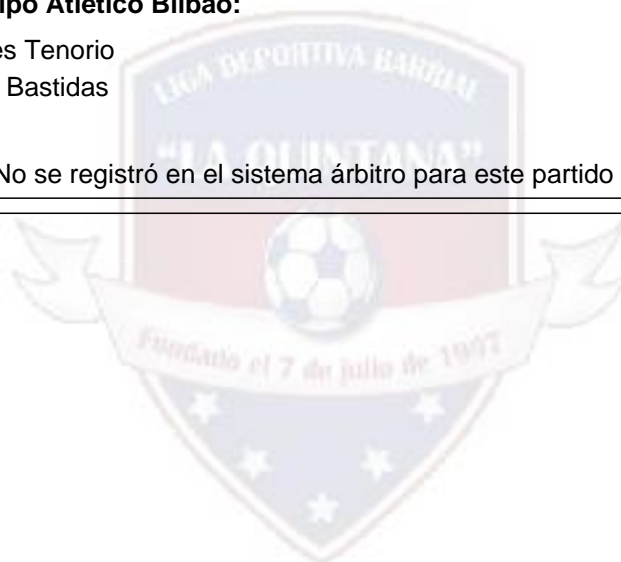 ipo Atlético Bilbao:
es Tenorio
Bastidas
LIGA DEPORTIVA BARRIAL
"LA QUINTANA"
No se registró en el sistema árbitro para este partido
Fundado el 7 de julio de 1997